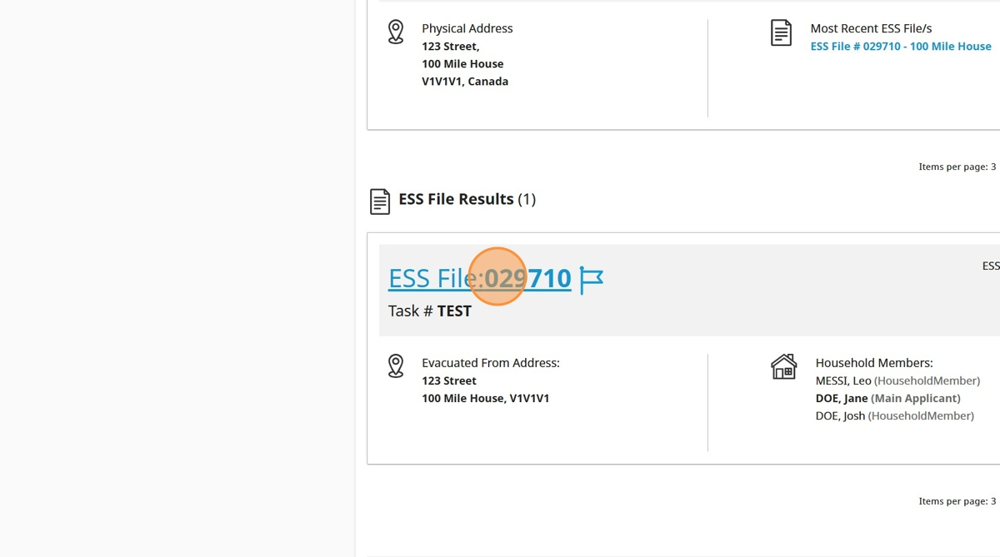 Physical Address
123 Street,
100 Mile House
V1V1V1, Canada
Most Recent ESS File/s
ESS File # 029710 - 100 Mile House
Items per page: 3
ESS File Results (1)
ESS File:029710
ESS
Task # TEST
Evacuated From Address:
123 Street
100 Mile House, V1V1V1
Household Members:
MESSI, Leo (HouseholdMember)
DOE, Jane (Main Applicant)
DOE, Josh (HouseholdMember)
Items per page: 3